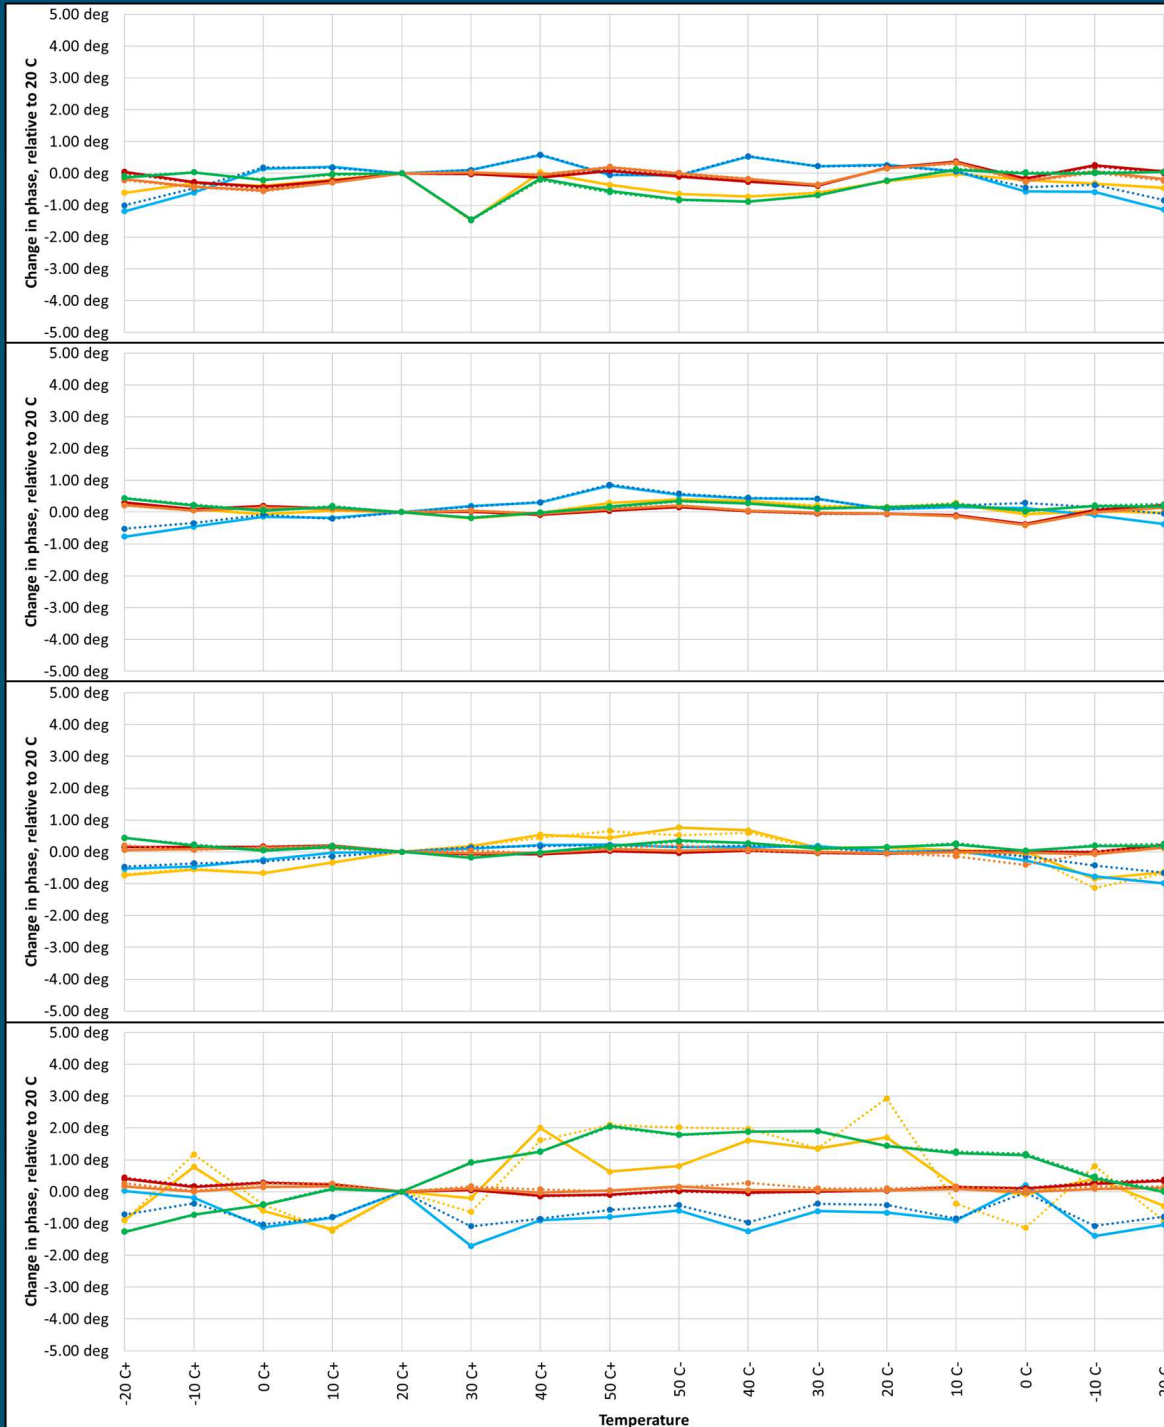 5.00 deg
4.00 deg
3.00 deg
2.00 deg
1.00 deg
0.00 deg
-1.00 deg
-2.00 deg
-3.00 deg
-4.00 deg
-5.00 deg
Change in phase, relative to 20 C
5.00 deg
4.00 deg
3.00 deg
2.00 deg
1.00 deg
0.00 deg
-1.00 deg
-2.00 deg
-3.00 deg
-4.00 deg
-5.00 deg
Change in phase, relative to 20 C
5.00 deg
4.00 deg
3.00 deg
2.00 deg
1.00 deg
0.00 deg
-1.00 deg
-2.00 deg
-3.00 deg
-4.00 deg
-5.00 deg
Change in phase, relative to 20 C
5.00 deg
4.00 deg
3.00 deg
2.00 deg
1.00 deg
0.00 deg
-1.00 deg
-2.00 deg
-3.00 deg
-4.00 deg
-5.00 deg
Change in phase, relative to 20 C
-20 C+
-10 C+
0 C+
10 C+
20 C+
30 C+
40 C+
50 C+
50 C-
40 C-
30 C-
20 C-
10 C-
0 C-
-10 C-
Temperature